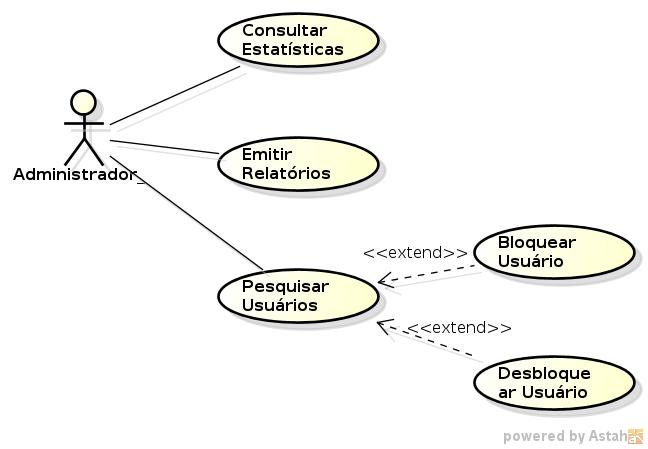 Consultar
Estatísticas
Emitir
Relatórios
Administrador_
Pesquisar
Usuários
<<extend>>
Bloquear
Usuário
<<extend>>
Desbloque
ar Usuário
powered by Astah